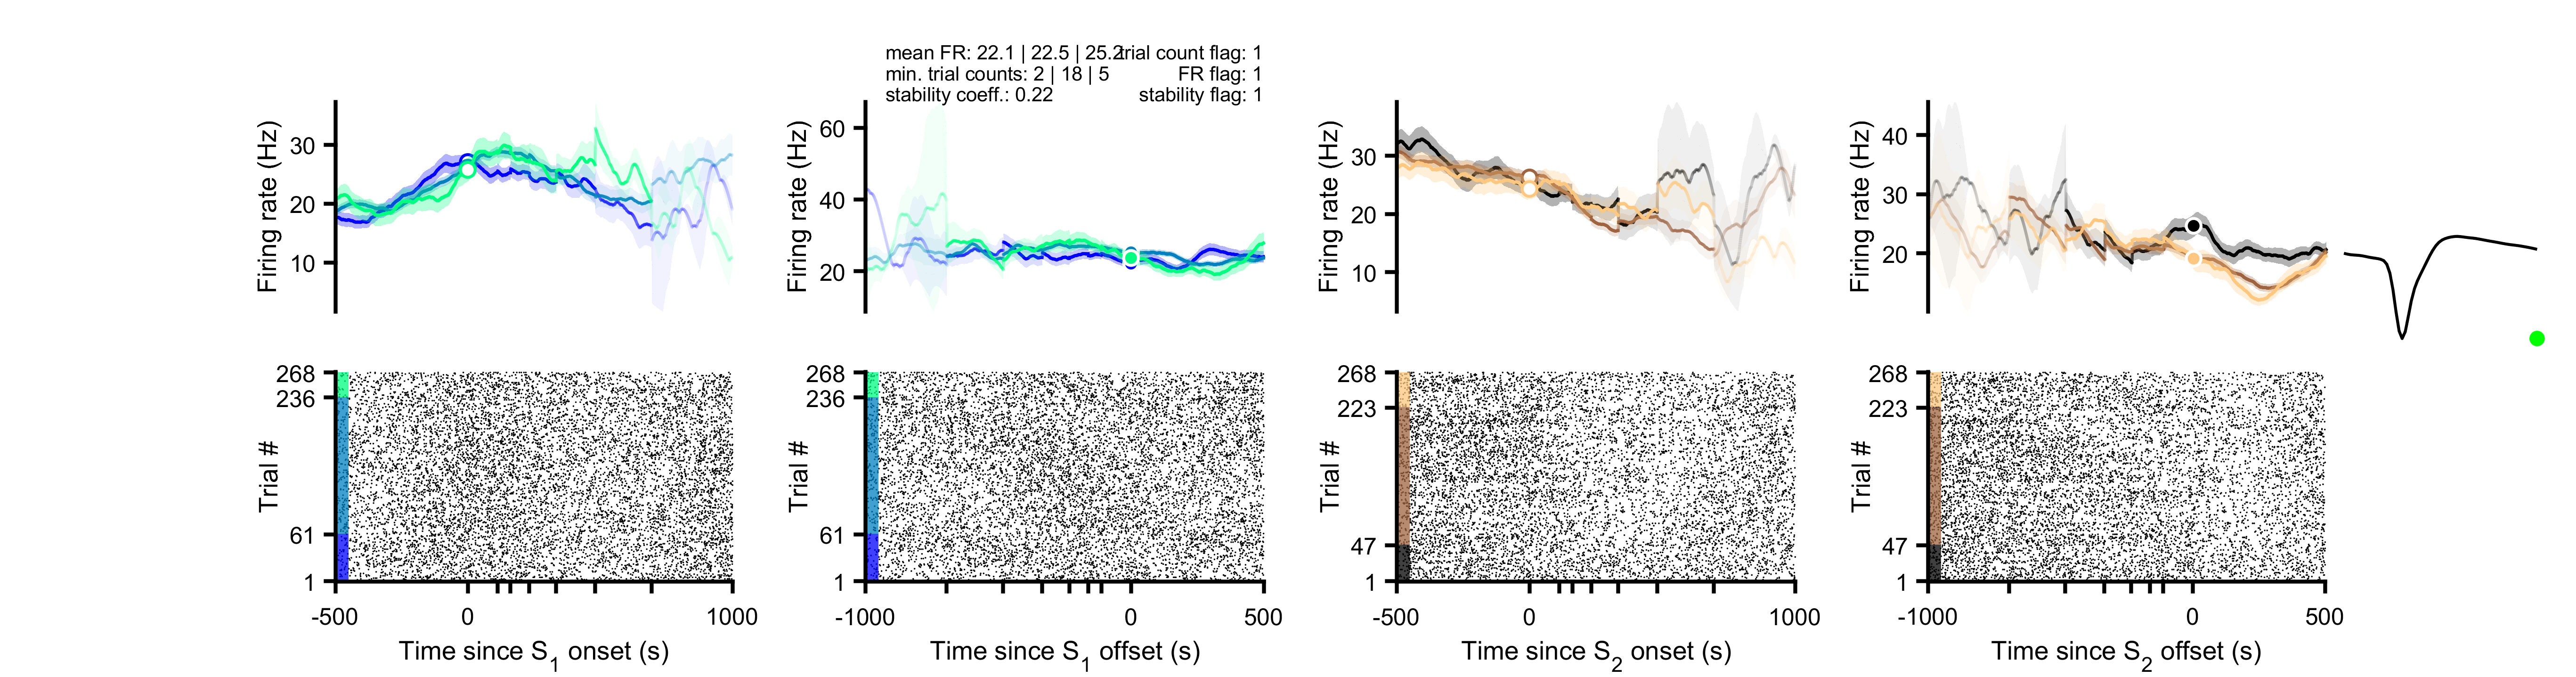 mean FR: 22.1 | 22.5 | 25.2
trial count flag: 1
min. trial counts: 2 | 18 | 5
FR flag: 1
stability coeff.: 0.22
stability flag: 1
Firing rate (Hz)
30
20
10
Firing rate (Hz)
60
40
20
Firing rate (Hz)
30
20
10
Firing rate (Hz)
40
30
20
Trial #
268
236
61
1
-500
0
1000
Time since S1 onset (s)
Trial #
268
236
61
1
-1000
0
500
Time since S1 offset (s)
Trial #
268
223
47
1
-500
0
1000
Time since S2 onset (s)
Trial #
268
223
47
1
-1000
0
500
Time since S2 offset (s)